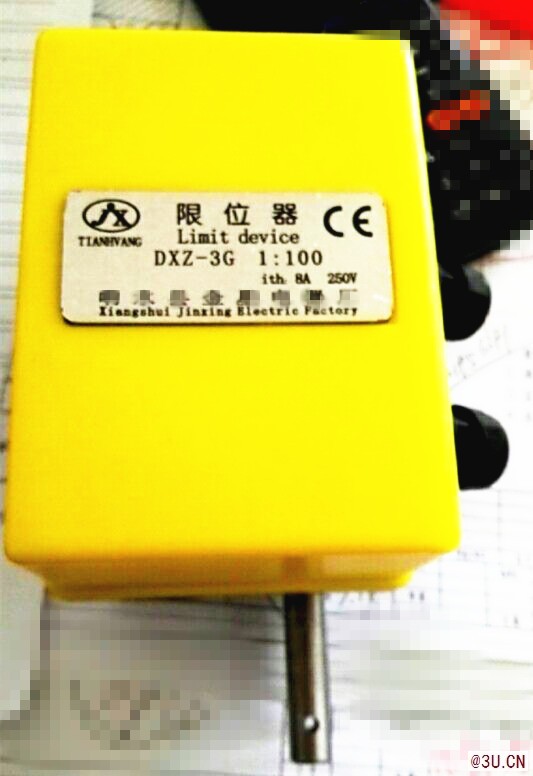 限位器
CE
TIANHVANG
Limit device
DXZ-3G 1:100
ith 8A 250V
Xiangshui Jinxing Electric Factory
@3U.CN